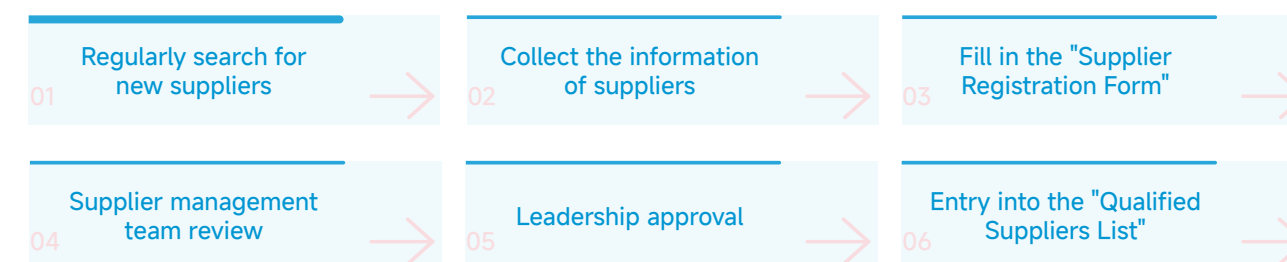 01
Regularly search for
new suppliers
02
Collect the information
of suppliers
03
Fill in the "Supplier
Registration Form"
04
Supplier management
team review
05
Leadership approval
06
Entry into the "Qualified
Suppliers List"